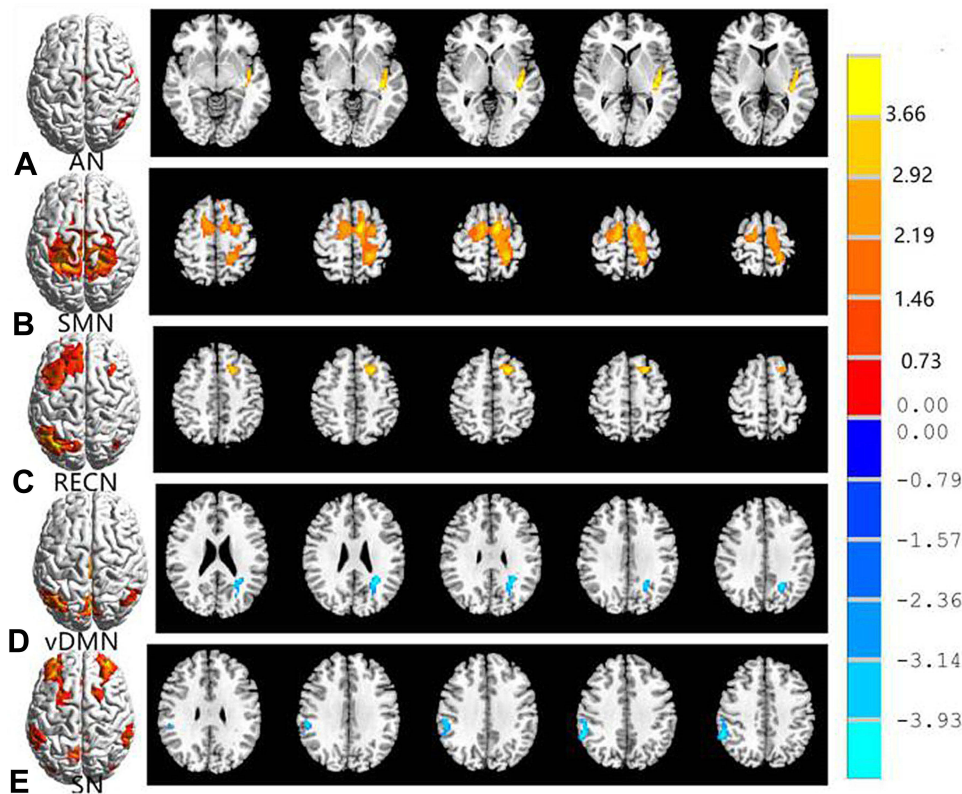 A
AN
B
SMN
C
RECN
D
vDMN
E
SN
3.66
2.92
2.19
1.46
0.73
0.00
0.00
-0.79
-1.57
-2.36
-3.14
-3.93